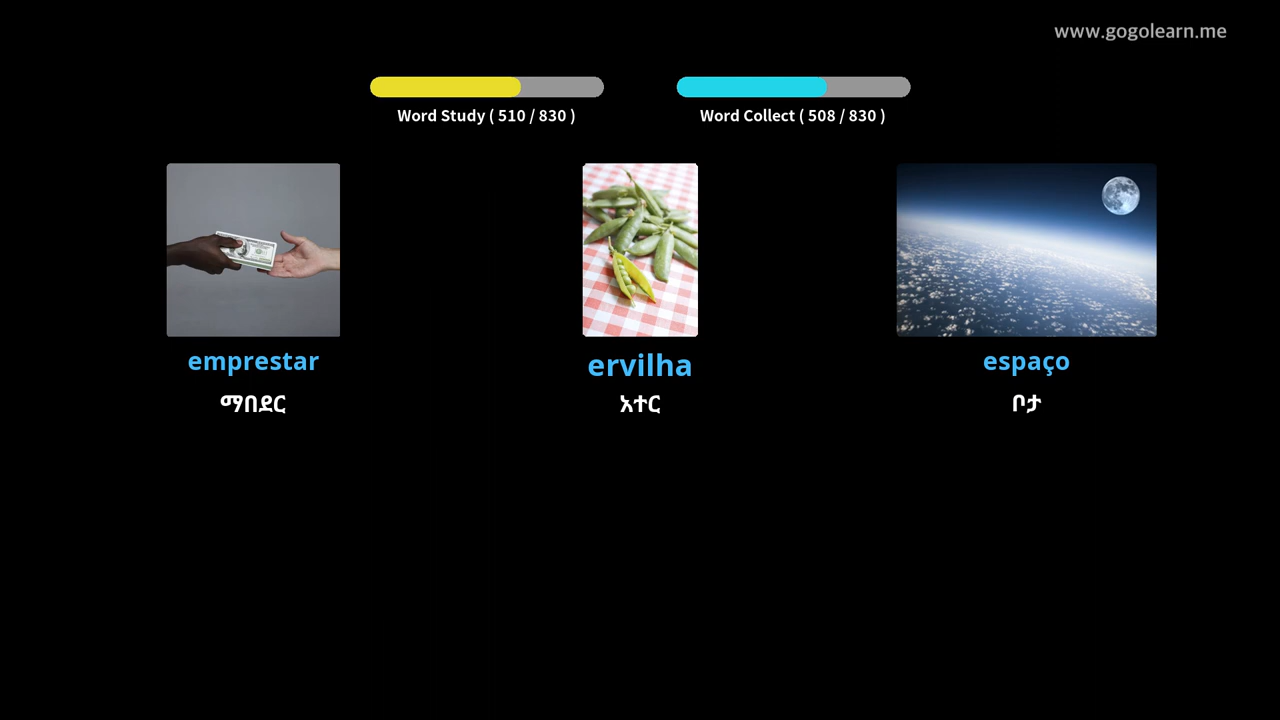 www.gogolearn.me
Word Study ( 510 / 830 )
Word Collect ( 508 / 830 )
emprestar
ማበደር
ervilha
አተር
espaço
ቦታ